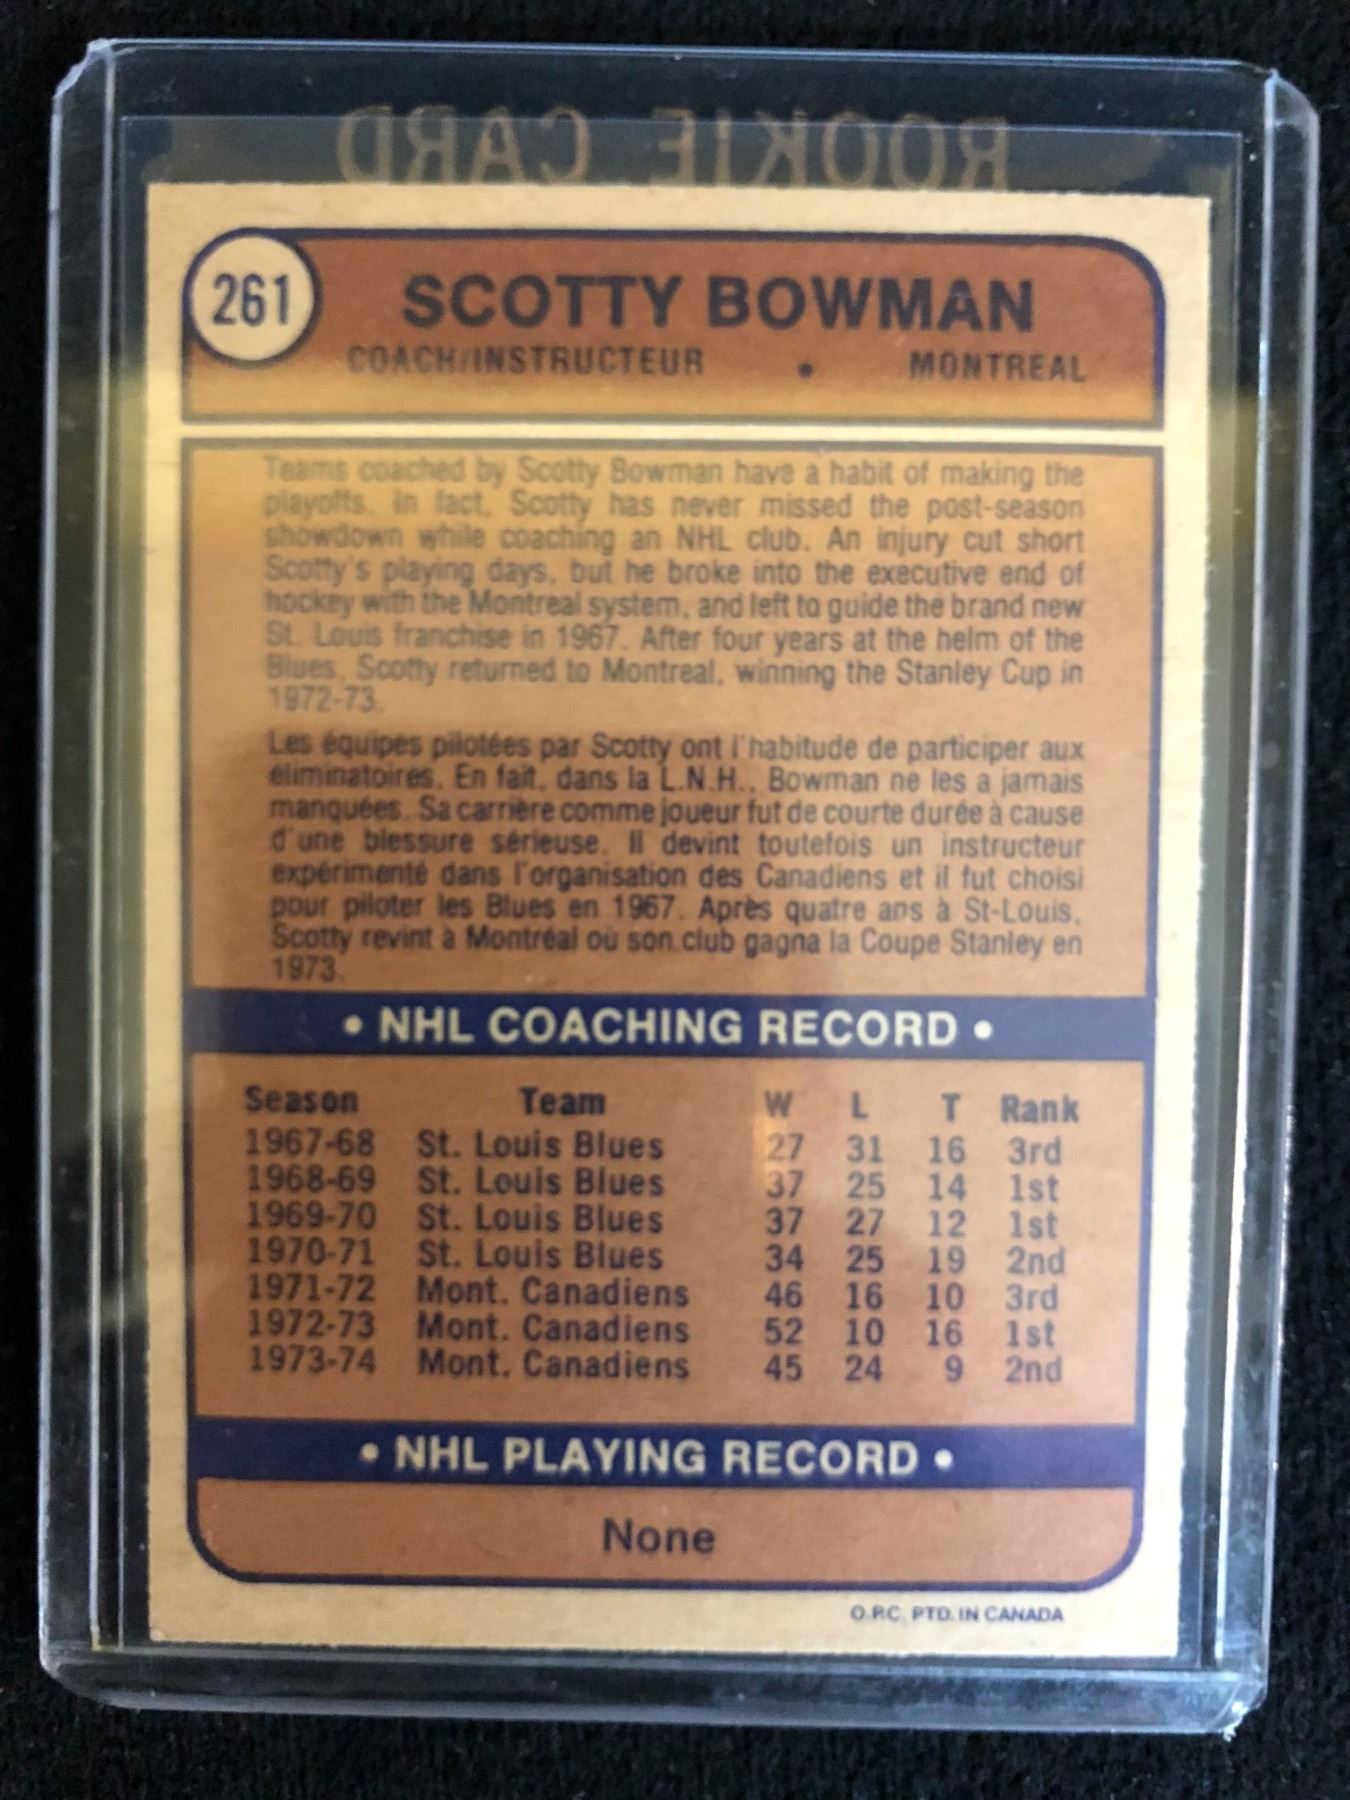 ROOKIE CARD
261
SCOTTY BOWMAN
COACH/INSTRUCTEUR • MONTREAL
Teams coached by Scotty Bowman have a habit of making the
playoffs. In fact, Scotty has never missed the post-season
showdown while coaching an NHL club. An injury cut short
Scotty's playing days, but he broke into the executive end of
hockey with the Montreal system, and left to guide the brand new
St. Louis franchise in 1967. After four years at the helm of the
Blues, Scotty returned to Montreal, winning the Stanley Cup in
1972-73.
Les équipes pilotées par Scotty ont l'habitude de participer aux
éliminatoires. En fait, dans la L.N.H., Bowman ne les a jamais
manquées. Sa carrière comme joueur fut de courte durée à cause
d'une blessure sérieuse. Il devint toutefois un instructeur
expérimenté dans l'organisation des Canadiens et il fut choisi
pour piloter les Blues en 1967. Après quatre ans à St-Louis,
Scotty revint à Montréal où son club gagna la Coupe Stanley en
1973.
• NHL COACHING RECORD •
Season Team W L T Rank
1967-68 St. Louis Blues 27 31 16 3rd
1968-69 St. Louis Blues 37 25 14 1st
1969-70 St. Louis Blues 37 27 12 1st
1970-71 St. Louis Blues 34 25 19 2nd
1971-72 Mont. Canadiens 46 16 10 3rd
1972-73 Mont. Canadiens 52 10 16 1st
1973-74 Mont. Canadiens 45 24 9 2nd
• NHL PLAYING RECORD •
None
O.P.C. PTD. IN CANADA